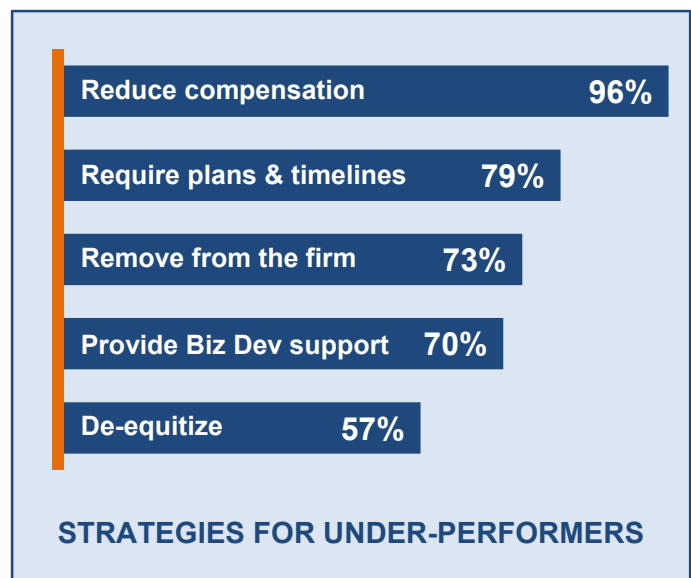 Reduce compensation 96%
Require plans & timelines 79%
Remove from the firm 73%
Provide Biz Dev support 70%
De-equitize 57%
STRATEGIES FOR UNDER-PERFORMERS